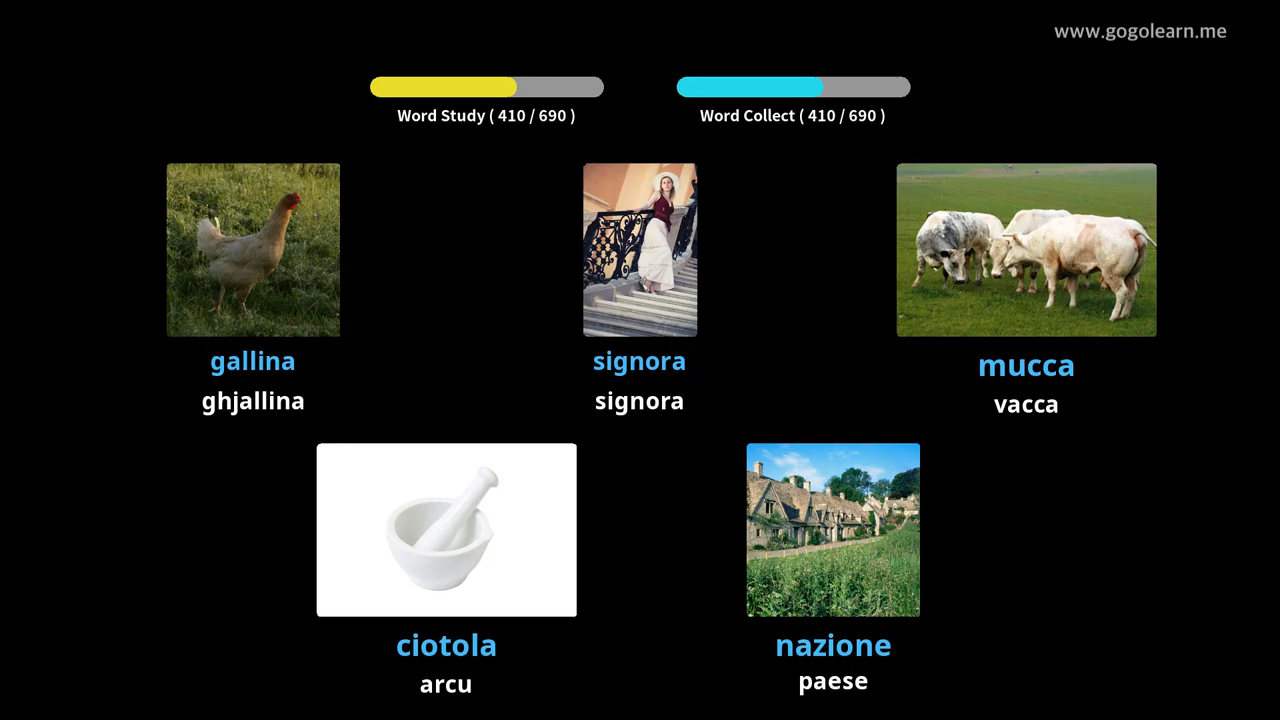 www.gogolearn.me
Word Study ( 410 / 690 )
Word Collect ( 410 / 690 )
gallina
ghjallina
signora
signora
mucca
vacca
ciotola
arcu
nazione
paese